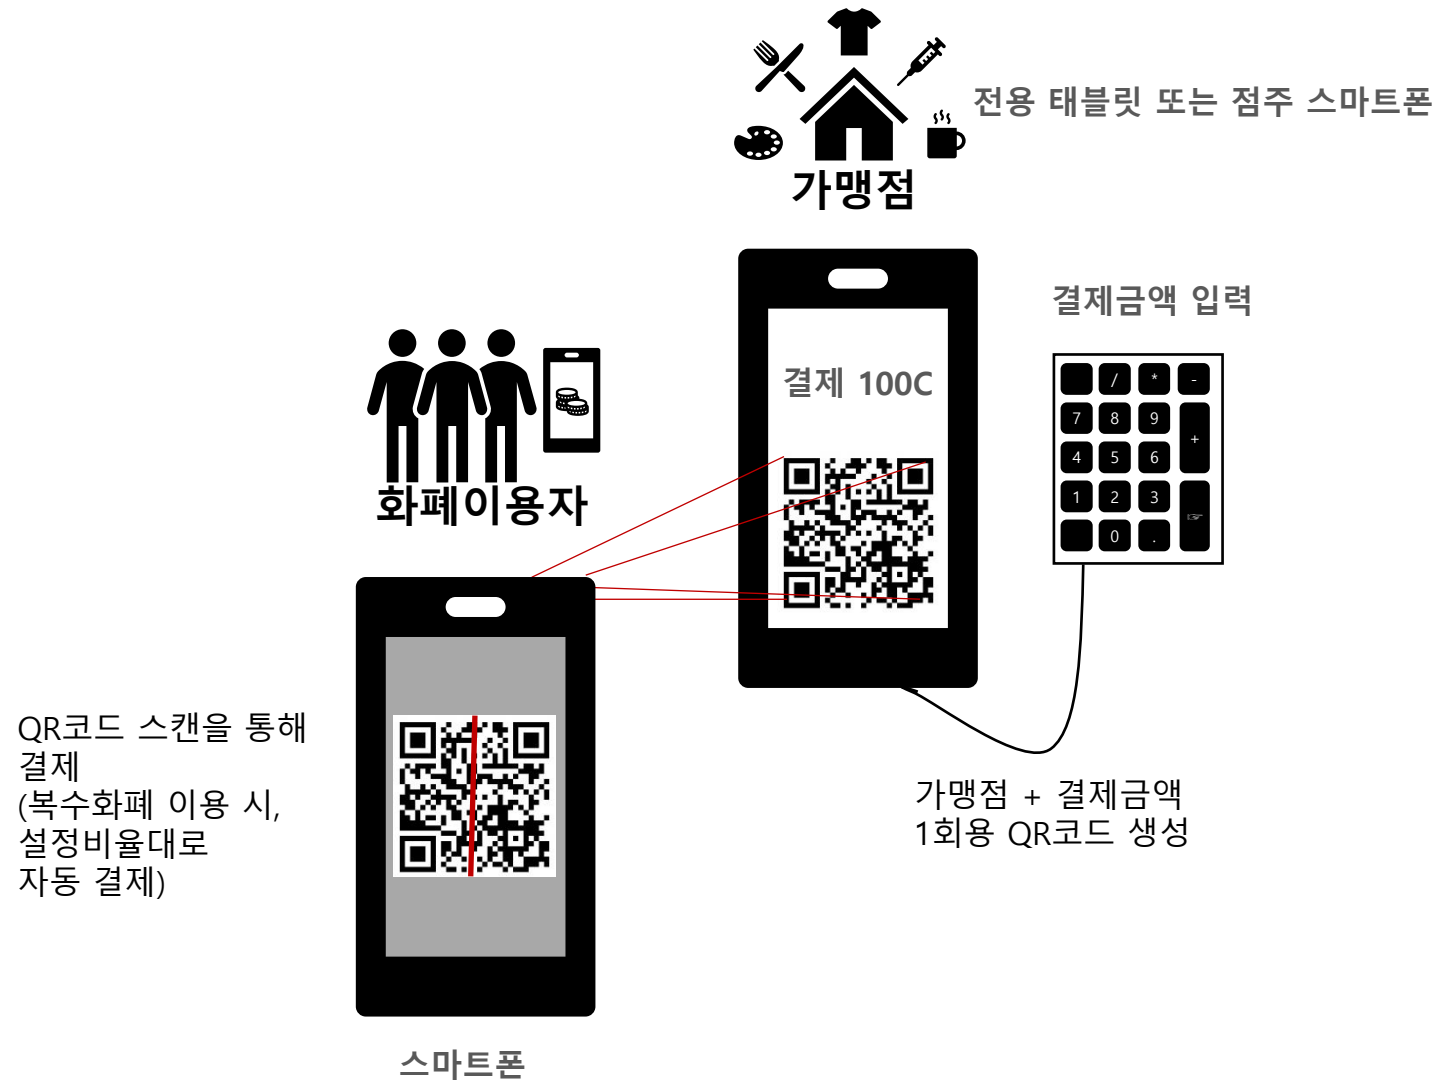 전용 태블릿 또는 점주 스마트폰
가맹점
결제금액 입력
결제 100C
/ * -
7 8 9
+
4 5 6
1 2 3
☞
0 .
화폐이용자
QR코드 스캔을 통해
결제
(복수화폐 이용 시,
설정비율대로
자동 결제)
가맹점 + 결제금액
1회용 QR코드 생성
스마트폰